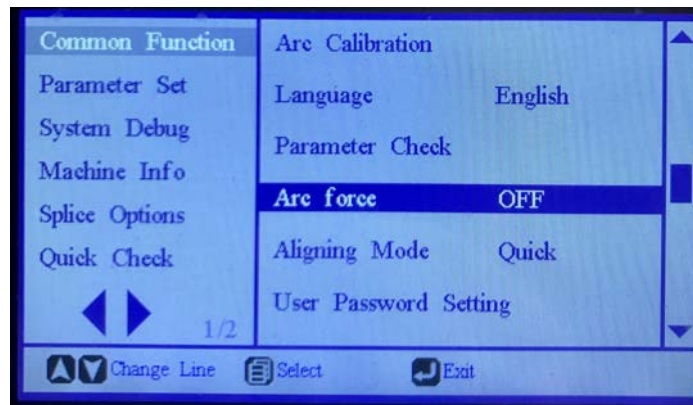 Common Function
Parameter Set
System Debug
Machine Info
Splice Options
Quick Check
1/2
Arc Calibration
Language English
Parameter Check
Arc force OFF
Aligning Mode Quick
User Password Setting
Change Line Select Exit